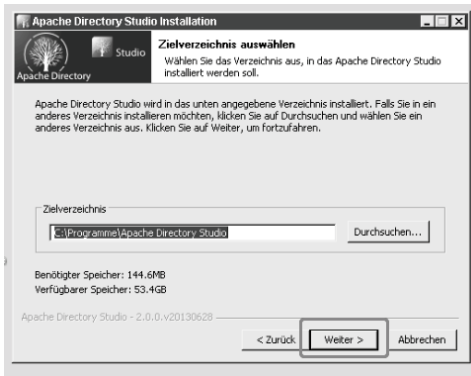 Apache Directory Studio Installation
Studio
Apache Directory
Zielverzeichnis auswählen
Wählen Sie das Verzeichnis aus, in das Apache Directory Studio
installiert werden soll.
Apache Directory Studio wird in das unten angegebene Verzeichnis installiert. Falls Sie in ein
anderes Verzeichnis installieren möchten, klicken Sie auf Durchsuchen und wählen Sie ein
anderes Verzeichnis aus. Klicken Sie auf Weiter, um fortzufahren.
Zielverzeichnis
C:\Programme\Apache Directory Studio
Durchsuchen...
Benötigter Speicher: 144.6MB
Verfügbarer Speicher: 53.4GB
Apache Directory Studio - 2.0.0.v20130628
< Zurück
Weiter >
Abbrechen